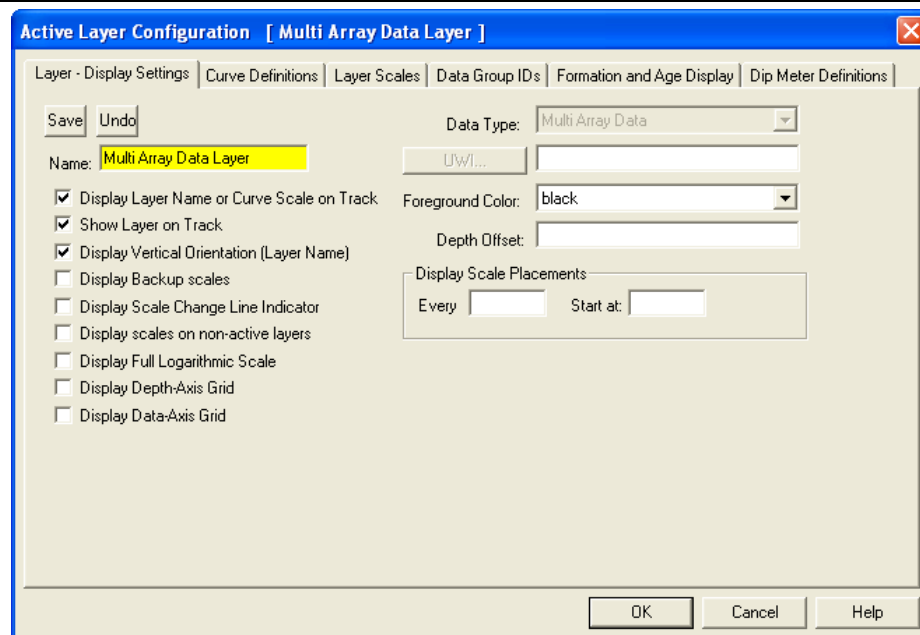 Active Layer Configuration [ Multi Array Data Layer ]
Layer - Display Settings Curve Definitions Layer Scales Data Group IDs Formation and Age Display Dip Meter Definitions
Save Undo
Name: Multi Array Data Layer
Display Layer Name or Curve Scale on Track
Show Layer on Track
Display Vertical Orientation (Layer Name)
Display Backup scales
Display Scale Change Line Indicator
Display scales on non-active layers
Display Full Logarithmic Scale
Display Depth-Axis Grid
Display Data-Axis Grid
Data Type: Multi Array Data
UWI...
Foreground Color: black
Depth Offset:
Display Scale Placements
Every Start at:
OK Cancel Help